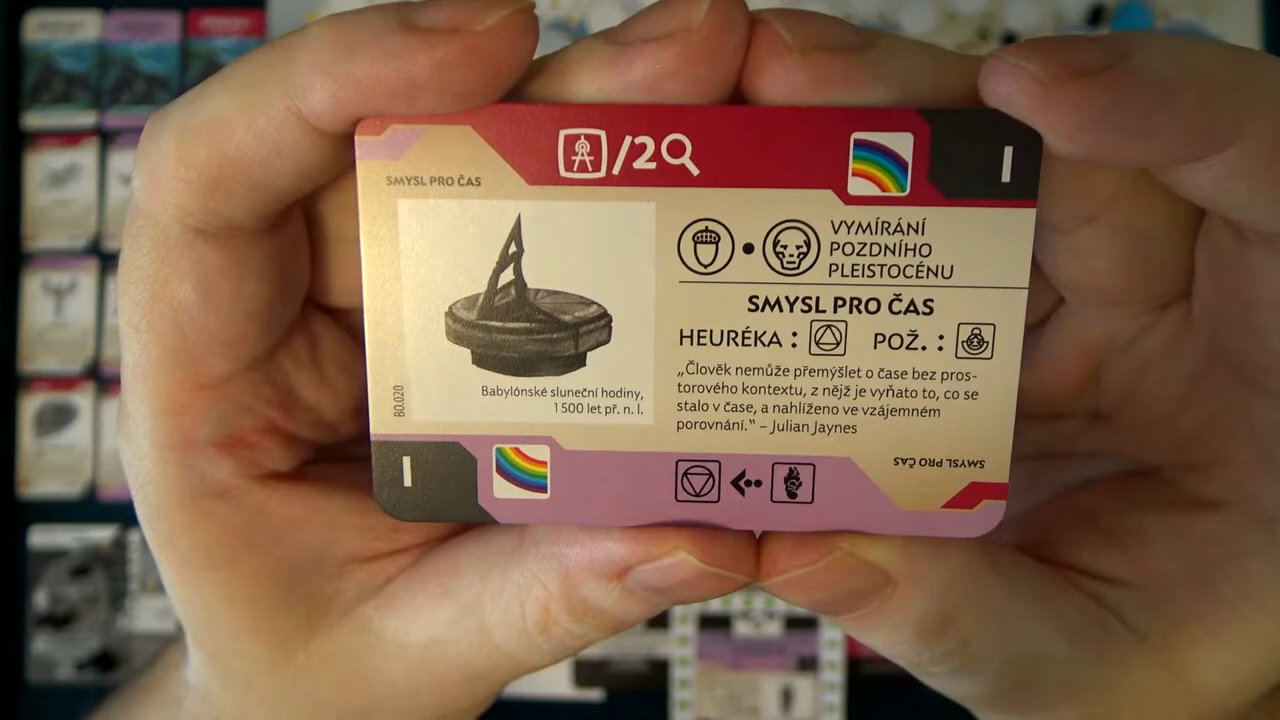 /2
I
SMYSL PRO ČAS
VYMÍRÁNÍ
POZDNÍHO
PLEISTOCÉNU
SMYSL PRO ČAS
HEURÉKA : POŽ. :
„Člověk nemůže přemýšlet o čase bez pros-
torového kontextu, z nějž je vyňato to, co se
stalo v čase, a nahlíženo ve vzájemném
porovnání.“ – Julian Jaynes
Babylónské sluneční hodiny,
1 500 let př. n. l.
BO.020
SMYSL PRO ČAS
I